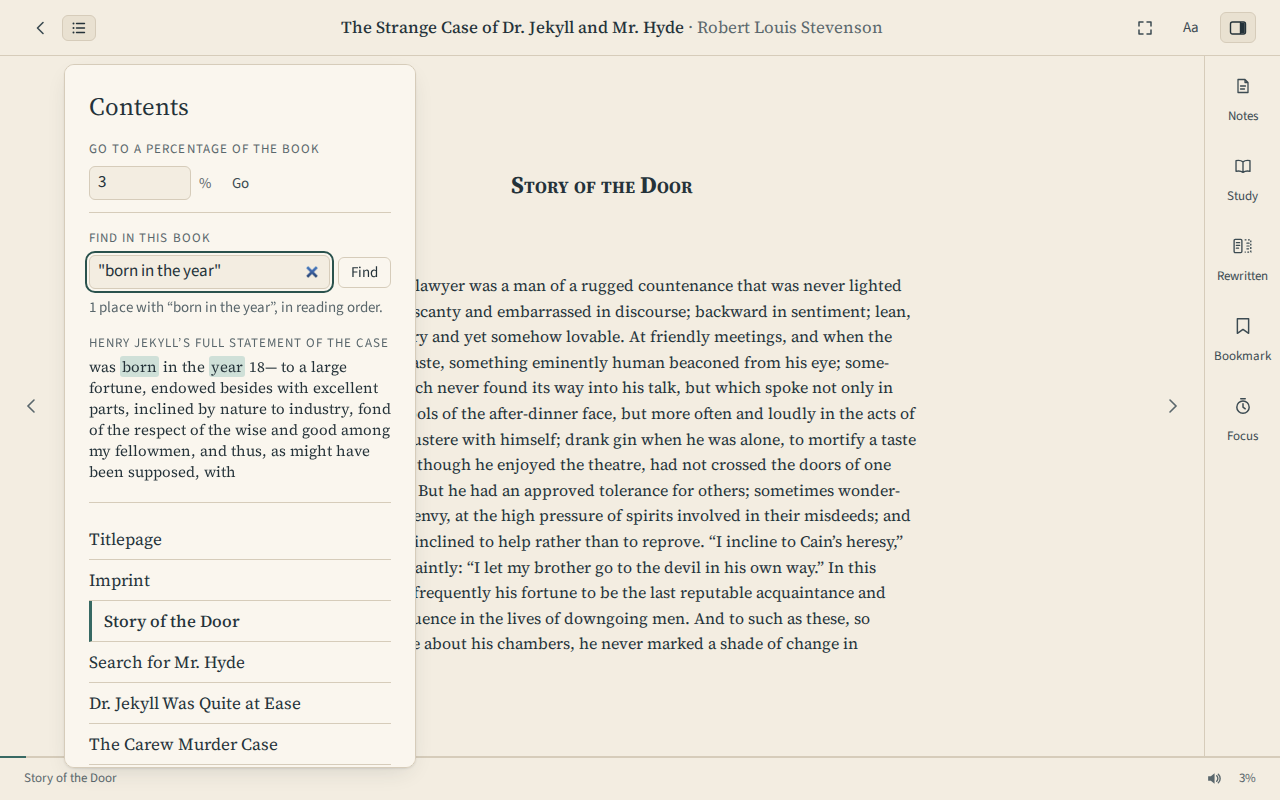 The Strange Case of Dr. Jekyll and Mr. Hyde · Robert Louis Stevenson
Aa
Contents
GO TO A PERCENTAGE OF THE BOOK
3 % Go
FIND IN THIS BOOK
"born in the year" Find
1 place with “born in the year”, in reading order.
HENRY JEKYLL’S FULL STATEMENT OF THE CASE
was born in the year 18— to a large
fortune, endowed besides with excellent
parts, inclined by nature to industry, fond
of the respect of the wise and good among
my fellowmen, and thus, as might have
been supposed, with
Titlepage
Imprint
Story of the Door
Search for Mr. Hyde
Dr. Jekyll Was Quite at Ease
The Carew Murder Case
Story of the Door
lawyer was a man of a rugged countenance that was never lighted
scanty and embarrassed in discourse; backward in sentiment; lean,
and yet somehow lovable. At friendly meetings, and when the
something eminently human beaconed from his eye; some-
never found its way into his talk, but which spoke not only in
of the after-dinner face, but more often and loudly in the acts of
with himself; drank gin when he was alone, to mortify a taste
though he enjoyed the theatre, had not crossed the doors of one
But he had an approved tolerance for others; sometimes wonder-
envy, at the high pressure of spirits involved in their misdeeds; and
inclined to help rather than to reprove. “I incline to Cain’s heresy,”
“I let my brother go to the devil in his own way.” In this
frequently his fortune to be the last reputable acquaintance and
in the lives of downgoing men. And to such as these, so
about his chambers, he never marked a shade of change in
Notes
Study
Rewritten
Bookmark
Focus
Story of the Door
3%